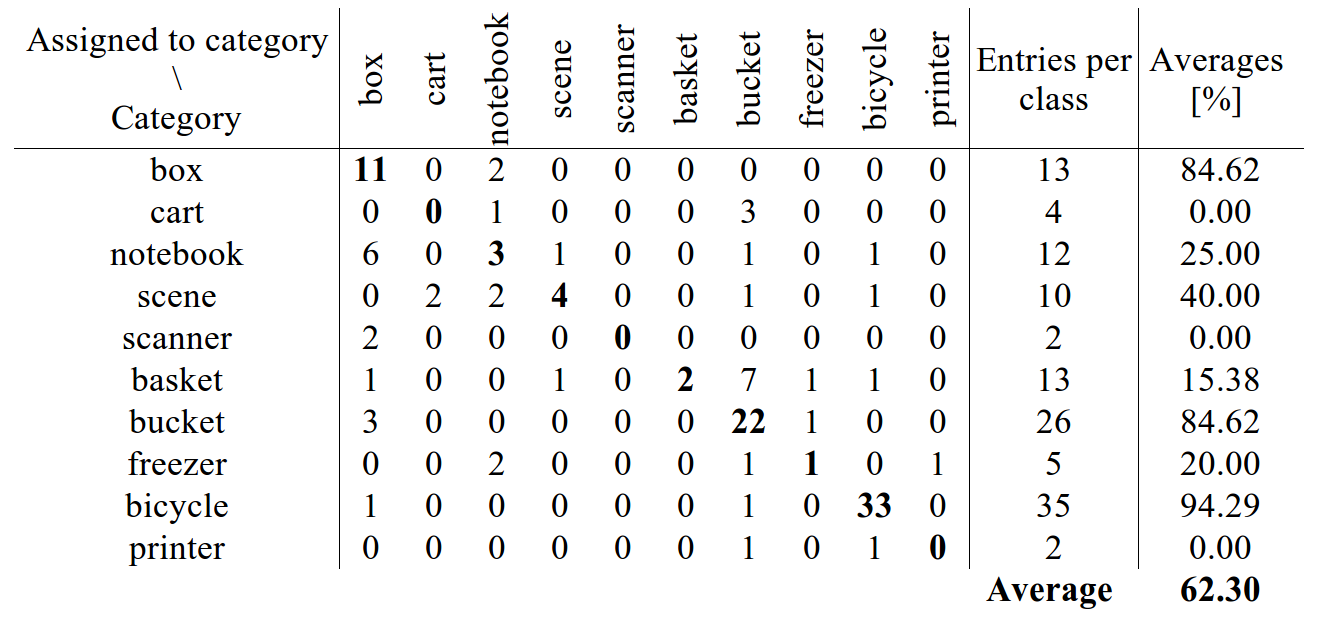 Assigned to category \ Category box cart notebook scene scanner basket bucket freezer bicycle printer Entries per class Averages [%]
box 11 0 2 0 0 0 0 0 0 0 13 84.62
cart 0 0 1 0 0 0 3 0 0 0 4 0.00
notebook 6 0 3 1 0 0 1 0 1 0 12 25.00
scene 0 2 2 4 0 0 1 0 1 0 10 40.00
scanner 2 0 0 0 0 0 0 0 0 0 2 0.00
basket 1 0 0 1 0 2 7 1 1 0 13 15.38
bucket 3 0 0 0 0 0 22 1 0 0 26 84.62
freezer 0 0 2 0 0 0 1 1 0 1 5 20.00
bicycle 1 0 0 0 0 0 1 0 33 0 35 94.29
printer 0 0 0 0 0 0 1 0 1 0 2 0.00
Average 62.30